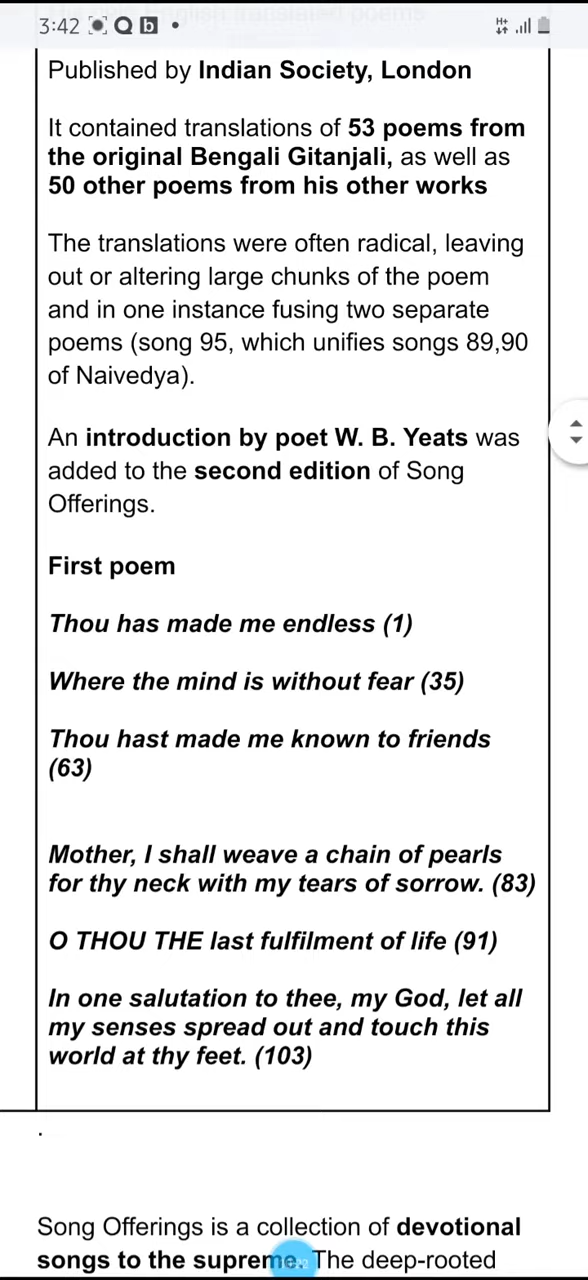 3:42
Published by Indian Society, London
It contained translations of 53 poems from
the original Bengali Gitanjali, as well as
50 other poems from his other works
The translations were often radical, leaving
out or altering large chunks of the poem
and in one instance fusing two separate
poems (song 95, which unifies songs 89,90
of Naivedya).
An introduction by poet W. B. Yeats was
added to the second edition of Song
Offerings.
First poem
Thou has made me endless (1)
Where the mind is without fear (35)
Thou hast made me known to friends
(63)
Mother, I shall weave a chain of pearls
for thy neck with my tears of sorrow. (83)
O THOU THE last fulfilment of life (91)
In one salutation to thee, my God, let all
my senses spread out and touch this
world at thy feet. (103)
.
Song Offerings is a collection of devotional
songs to the supreme. The deep-rooted